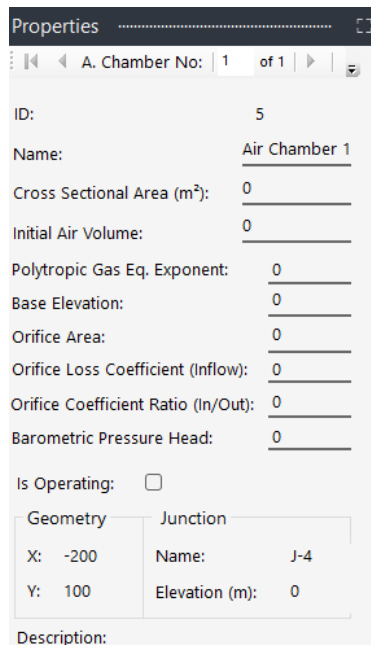 Properties
A. Chamber No: 1 of 1
ID: 5
Name: Air Chamber 1
Cross Sectional Area (m²): 0
Initial Air Volume: 0
Polytropic Gas Eq. Exponent: 0
Base Elevation: 0
Orifice Area: 0
Orifice Loss Coefficient (Inflow): 0
Orifice Coefficient Ratio (In/Out): 0
Barometric Pressure Head: 0
Is Operating:
Geometry Junction
X: -200 Name: J-4
Y: 100 Elevation (m): 0
Description: